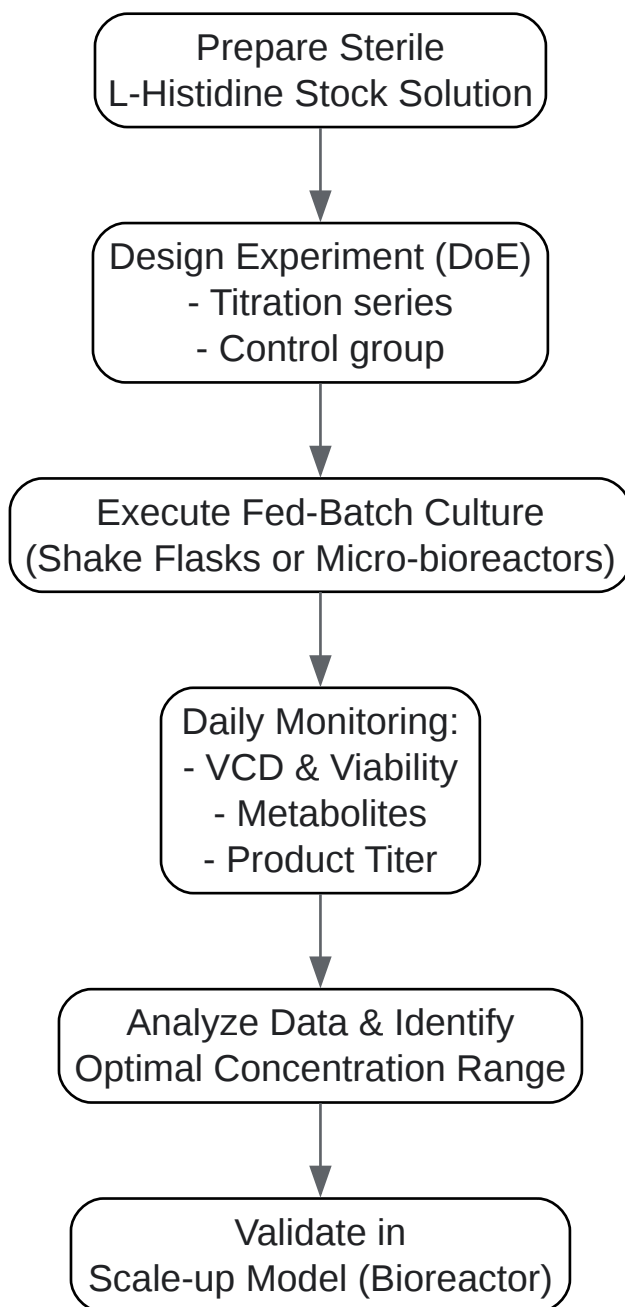 Prepare Sterile
L-Histidine Stock Solution
Design Experiment (DoE)
- Titration series
- Control group
Execute Fed-Batch Culture
(Shake Flasks or Micro-bioreactors)
Daily Monitoring:
- VCD & Viability
- Metabolites
- Product Titer
Analyze Data & Identify
Optimal Concentration Range
Validate in
Scale-up Model (Bioreactor)